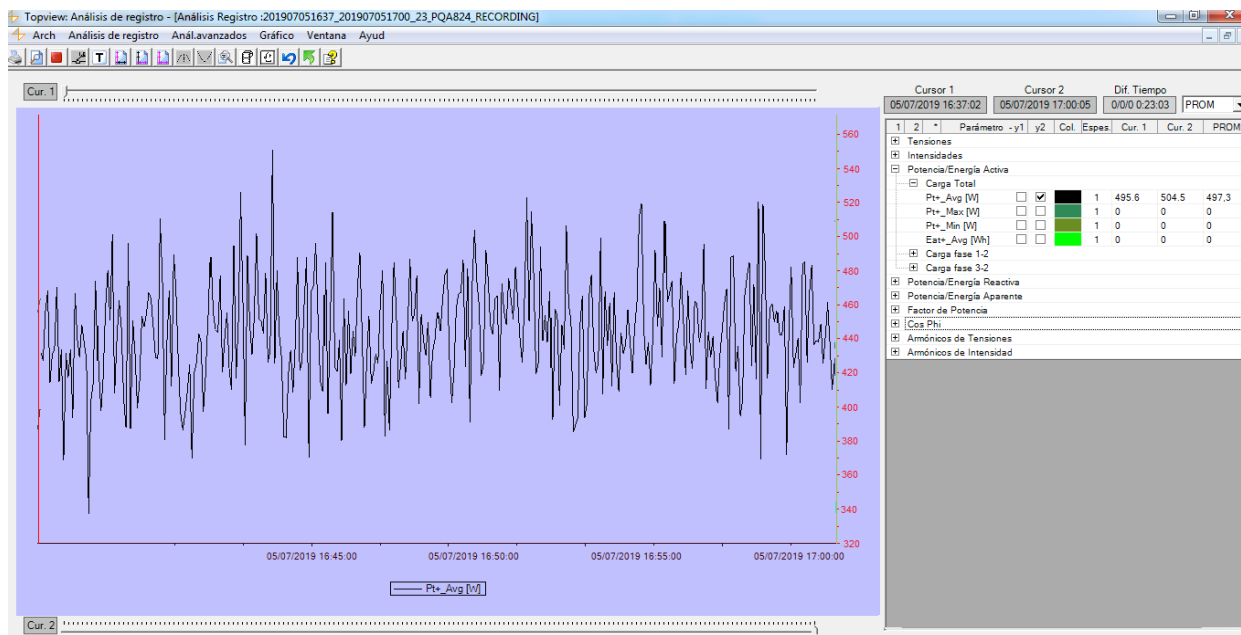 Topview: Análisis de registro - [Análisis Registro :201907051637_201907051700_23_PQA824_RECORDING]
Arch Análisis de registro Anál.avanzados Gráfico Ventana Ayud
T
Cur. 1
Cursor 1 Cursor 2 Dif. Tiempo
05/07/2019 16:37:02 05/07/2019 17:00:05 0/0/0 0:23:03 PROM
1 2 * Parámetro - y1 y2 Col. Espes. Cur. 1 Cur. 2 PROM
Tensiones
Intensidades
Potencia/Energía Activa
Carga Total
Pt+_Avg [W] 1 495.6 504.5 497.3
Pt+_Max [W] 1 0 0 0
Pt+_Min [W] 1 0 0 0
Eat+_Avg [Wh] 1 0 0 0
Carga fase 1-2
Carga fase 3-2
Potencia/Energía Reactiva
Potencia/Energía Aparente
Factor de Potencia
Cos Phi
Armónicos de Tensiones
Armónicos de Intensidad
560
540
520
500
480
460
440
420
400
380
360
340
320
05/07/2019 16:45:00 05/07/2019 16:50:00 05/07/2019 16:55:00 05/07/2019 17:00:00
Pt+_Avg [W]
Cur. 2